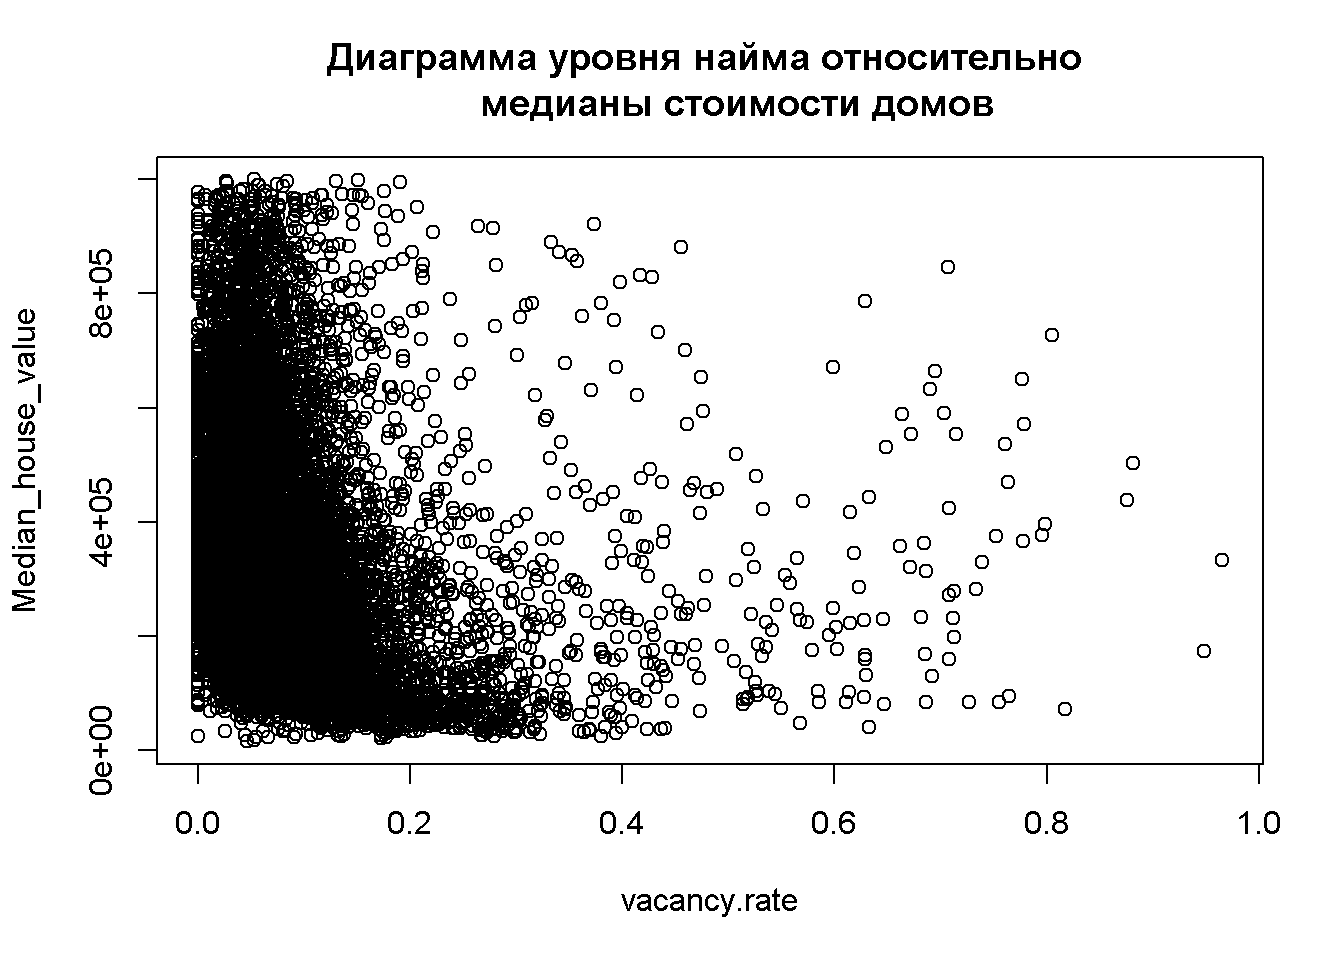 Диаграмма уровня найма относительно
медианы стоимости домов
Median_house_value
8e+05
4e+05
0e+00
0.0 0.2 0.4 0.6 0.8 1.0
vacancy.rate